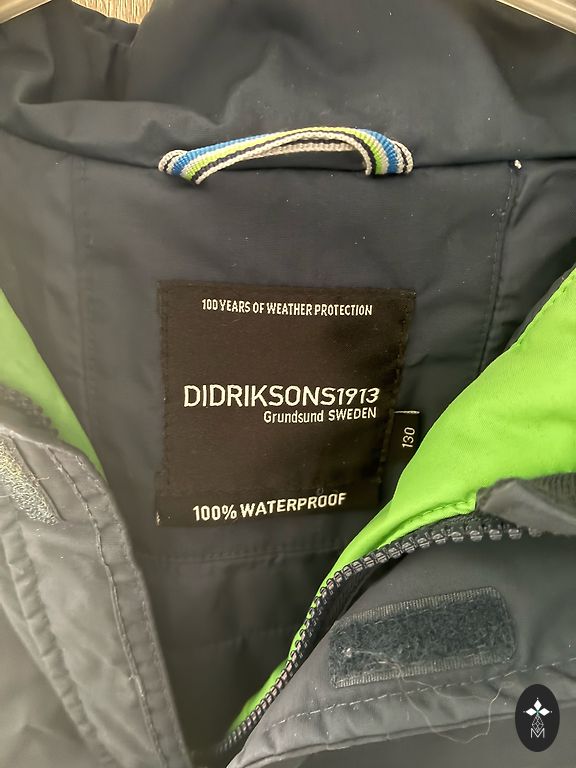 100 YEARS OF WEATHER PROTECTION
DIDRIKSONS1913
Grundsund SWEDEN
130
100% WATERPROOF
M